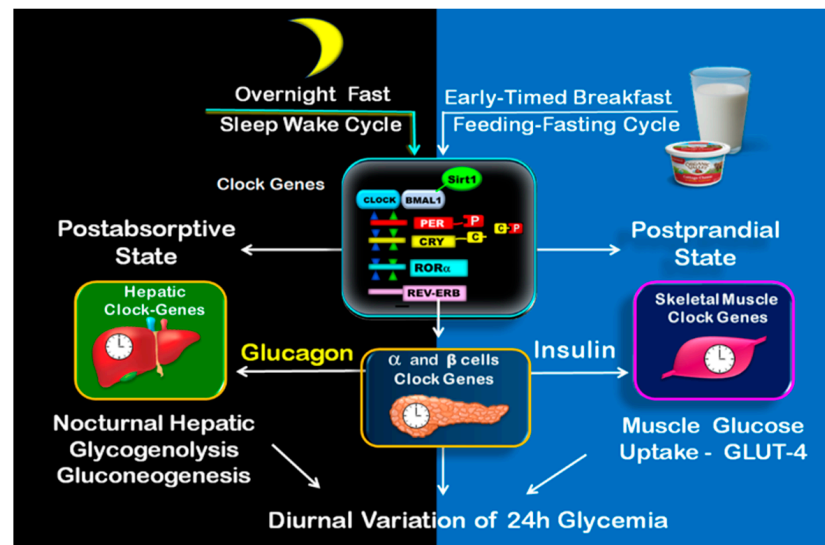 Overnight Fast
Sleep Wake Cycle
Early-Timed Breakfast
Feeding-Fasting Cycle
Clock Genes
Sirt1
CLOCK
BMAL1
PER
P
CRY
C
C
P
RORα
REV-ERB
Postabsorptive
State
Postprandial
State
Hepatic
Clock-Genes
Skeletal Muscle
Clock Genes
Glucagon
α and β cells
Clock Genes
Insulin
Nocturnal Hepatic
Glycogenolysis
Gluconeogenesis
Muscle Glucose
Uptake - GLUT-4
Diurnal Variation of 24h Glycemia